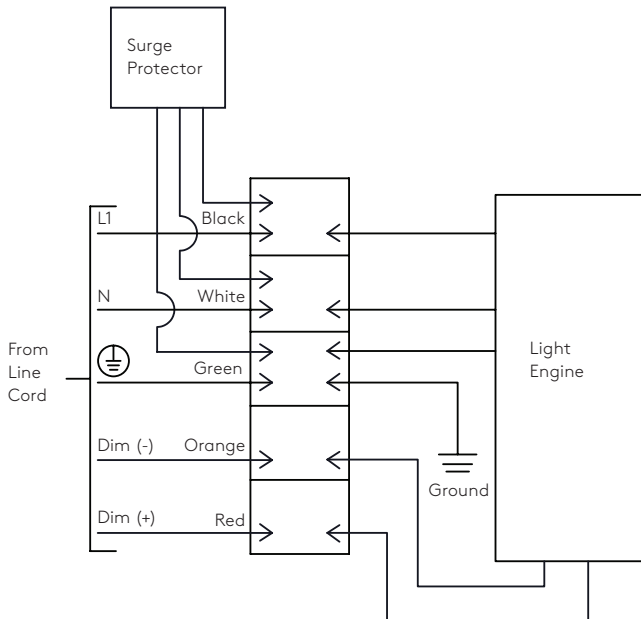 Surge
Protector
L1
Black
N
White
From
Line
Cord
Green
Light
Engine
Dim (-)
Orange
Ground
Dim (+)
Red